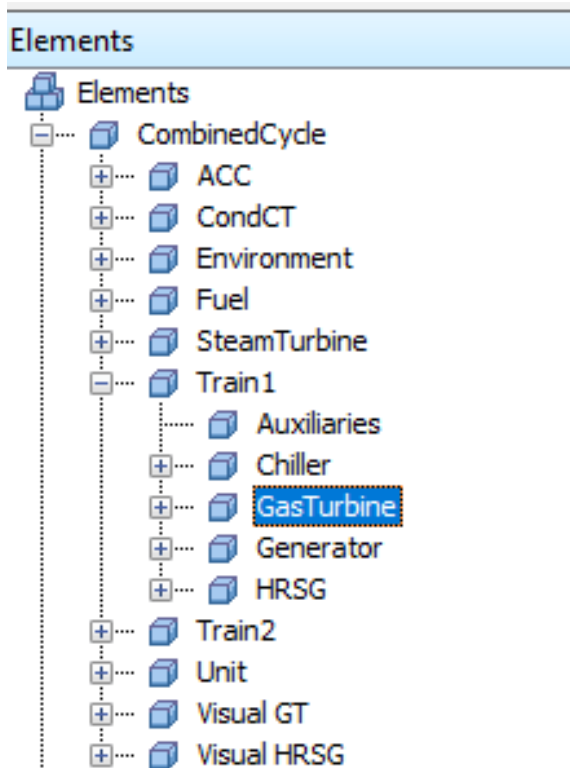 Elements
Elements
CombinedCycle
ACC
CondCT
Environment
Fuel
SteamTurbine
Train1
Auxiliaries
Chiller
GasTurbine
Generator
HRSG
Train2
Unit
Visual GT
Visual HRSG